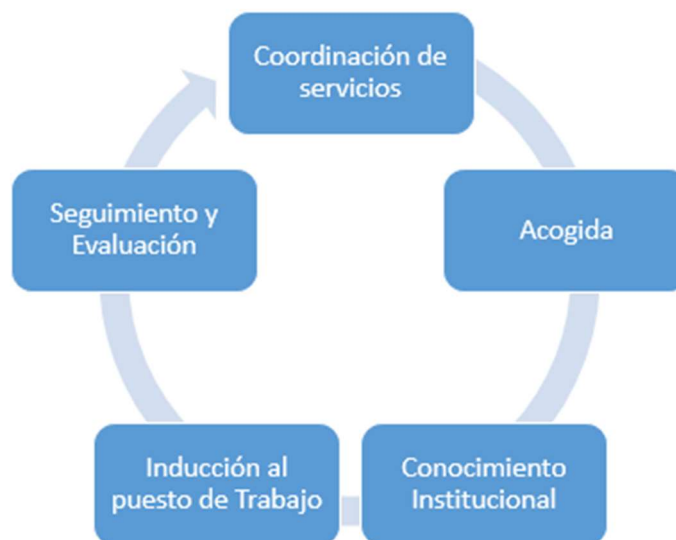 Coordinación de
servicios
Acogida
Conocimiento
Institucional
Inducción al
puesto de Trabajo
Seguimiento y
Evaluación